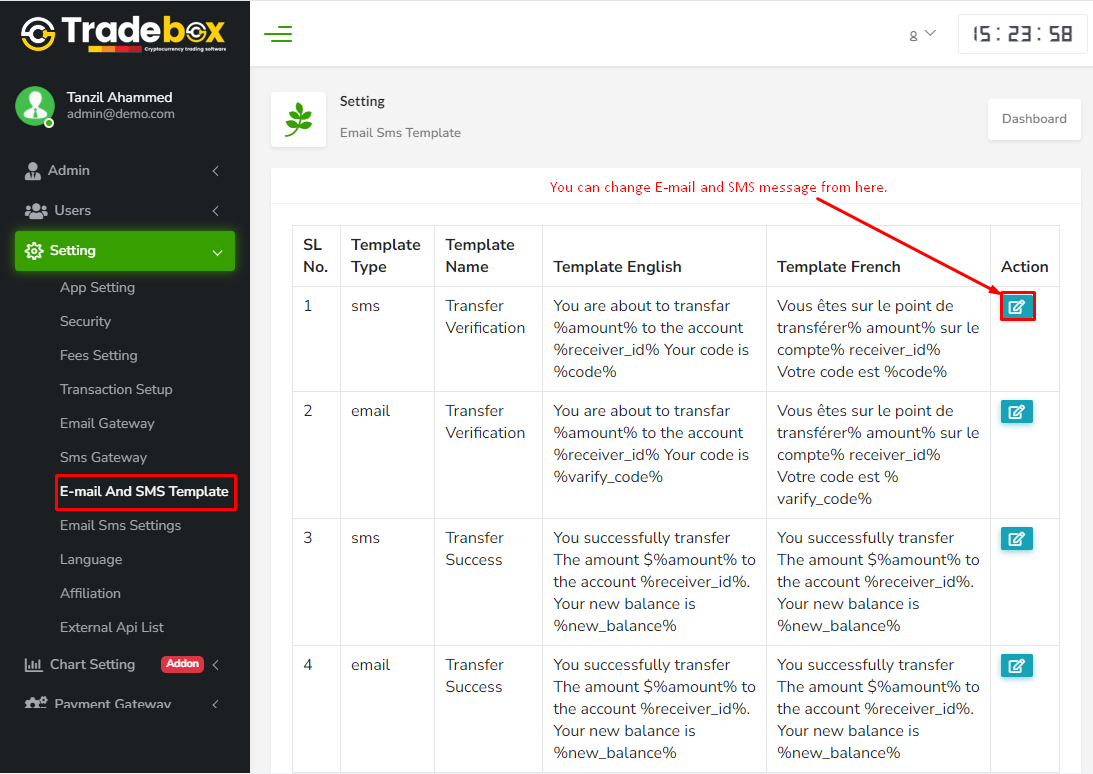 Tradebox
Cryptocurrency trading software
15:23:58
Tanzil Ahammed
admin@demo.com
Admin
Users
Setting
App Setting
Security
Fees Setting
Transaction Setup
Email Gateway
Sms Gateway
E-mail And SMS Template
Email Sms Settings
Language
Affiliation
External Api List
Chart Setting Addon
Payment Gateway
Setting
Email Sms Template
Dashboard
You can change E-mail and SMS message from here.
SL
No.
Template
Type
Template
Name
Template English
Template French
Action
1
sms
Transfer
Verification
You are about to transfar
%amount% to the account
%receiver_id% Your code is
%code%
Vous êtes sur le point de
transférer% amount% sur le
compte% receiver_id%
Votre code est %code%
2
email
Transfer
Verification
You are about to transfar
%amount% to the account
%receiver_id% Your code is
%varify_code%
Vous êtes sur le point de
transférer% amount% sur le
compte% receiver_id%
Votre code est %
varify_code%
3
sms
Transfer
Success
You successfully transfer
The amount $%amount% to
the account %receiver_id%.
Your new balance is
%new_balance%
You successfully transfer
The amount $%amount% to
the account %receiver_id%.
Your new balance is
%new_balance%
4
email
Transfer
Success
You successfully transfer
The amount $%amount% to
the account %receiver_id%.
Your new balance is
%new_balance%
You successfully transfer
The amount $%amount% to
the account %receiver_id%.
Your new balance is
%new_balance%